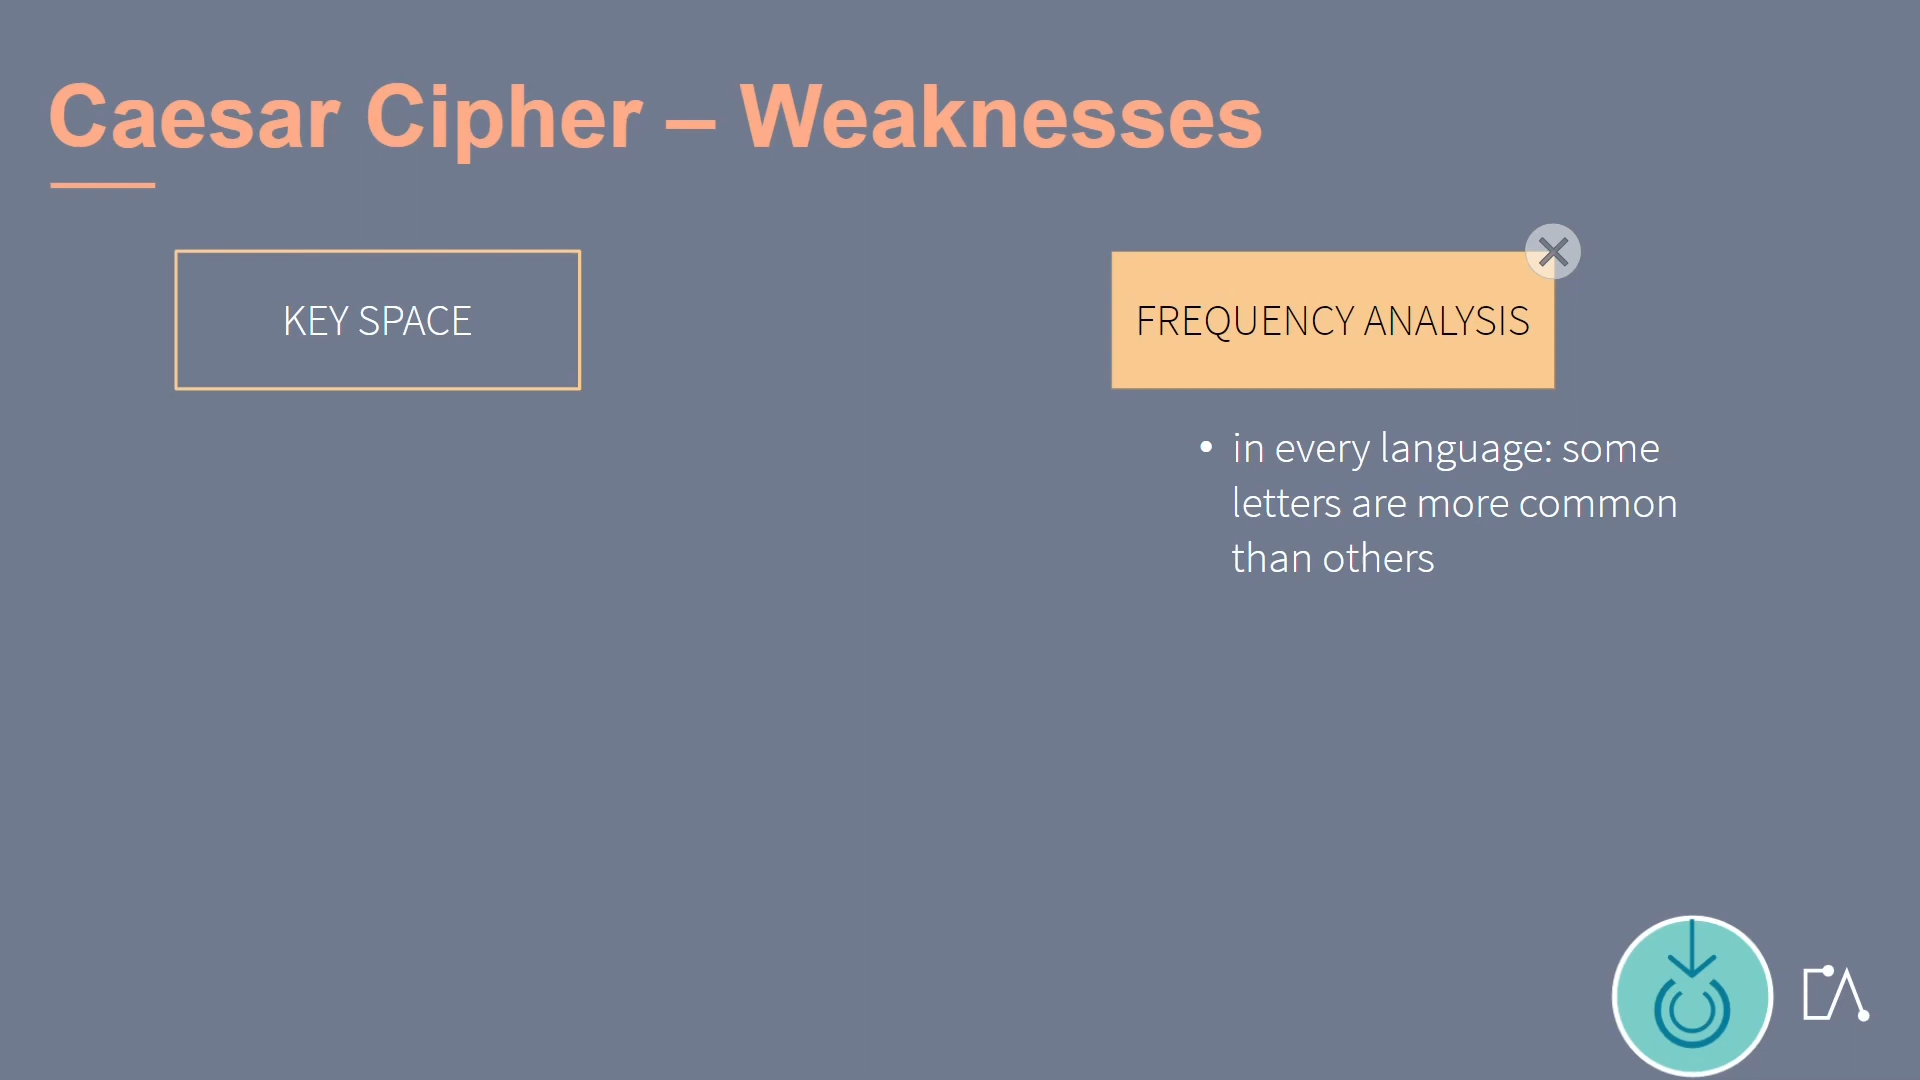 Caesar Cipher – Weaknesses
KEY SPACE
FREQUENCY ANALYSIS
• in every language: some
letters are more common
than others